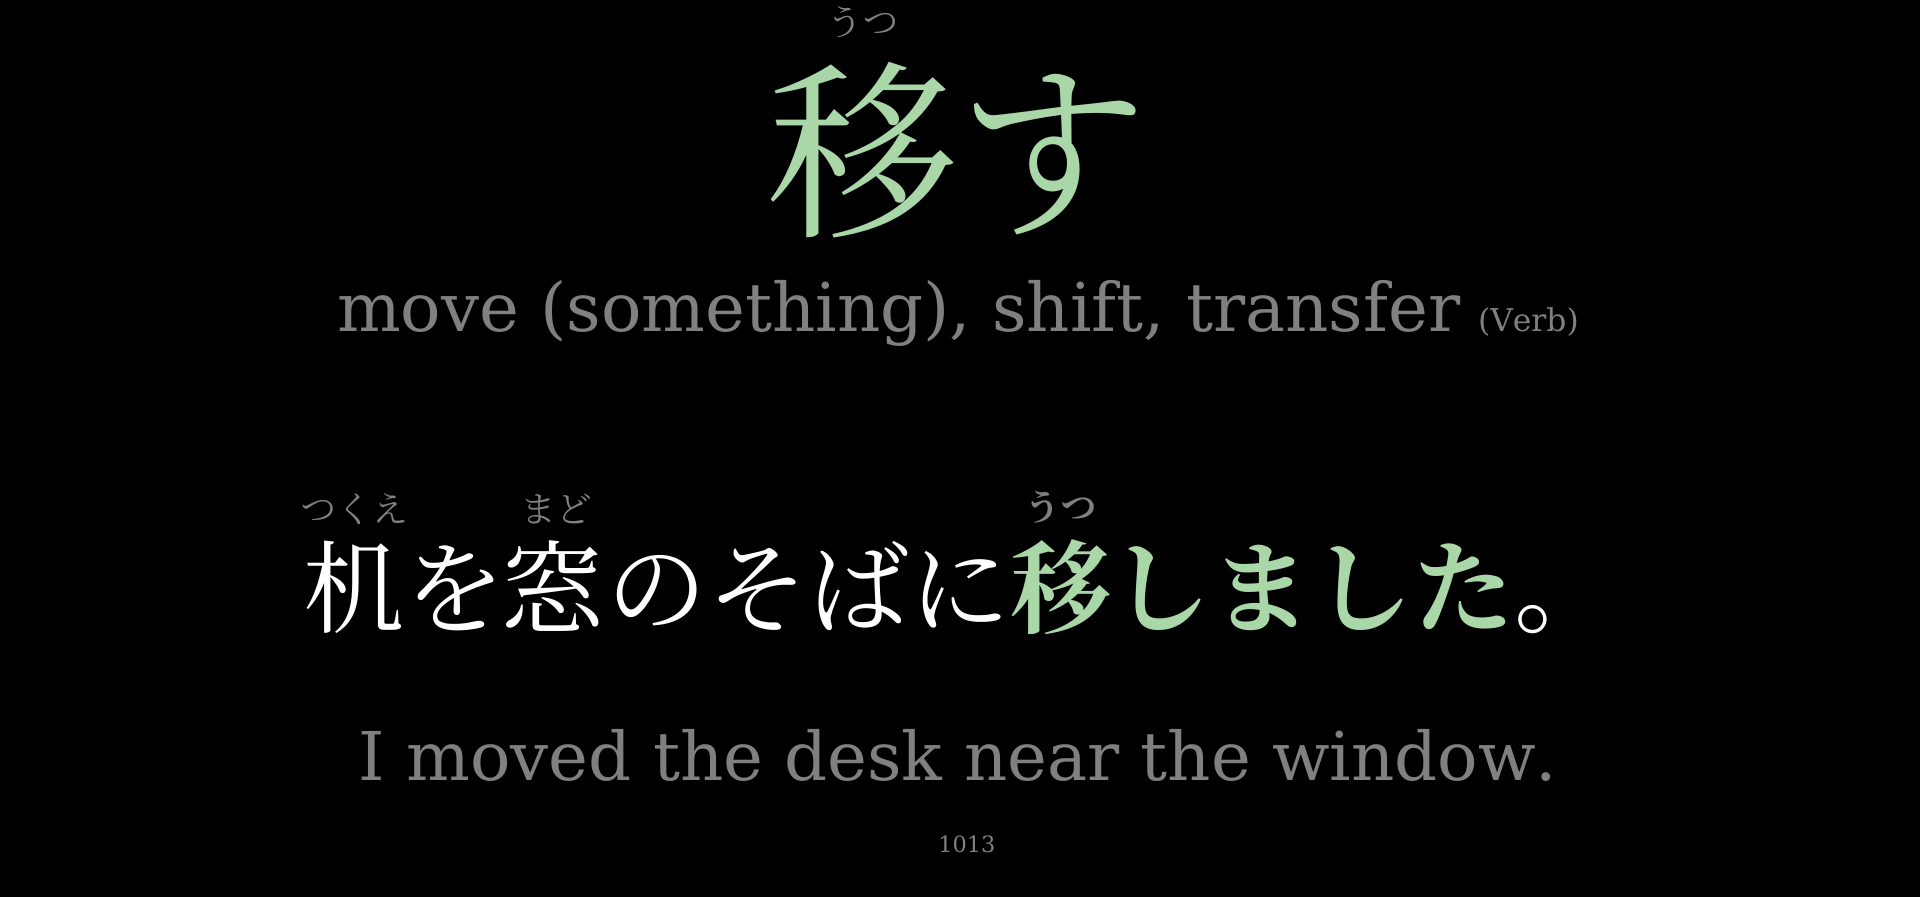 うつ
移す
move (something), shift, transfer (Verb)
つくえ まど うつ
机を窓のそばに移しました。
I moved the desk near the window.
1013